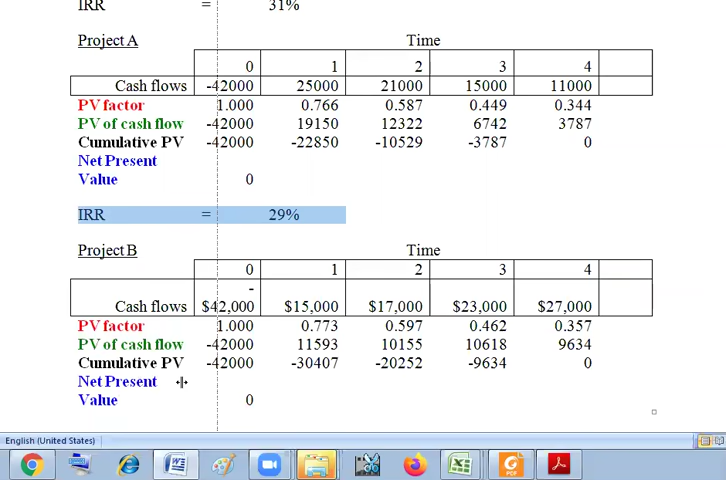 IRR = 31%
Project A Time
0 1 2 3 4
Cash flows -42000 25000 21000 15000 11000
PV factor 1.000 0.766 0.587 0.449 0.344
PV of cash flow -42000 19150 12322 6742 3787
Cumulative PV -42000 -22850 -10529 -3787 0
Net Present
Value 0
IRR = 29%
Project B Time
0 1 2 3 4
-
Cash flows $42,000 $15,000 $17,000 $23,000 $27,000
PV factor 1.000 0.773 0.597 0.462 0.357
PV of cash flow -42000 11593 10155 10618 9634
Cumulative PV -42000 -30407 -20252 -9634 0
Net Present
Value 0
English (United States)